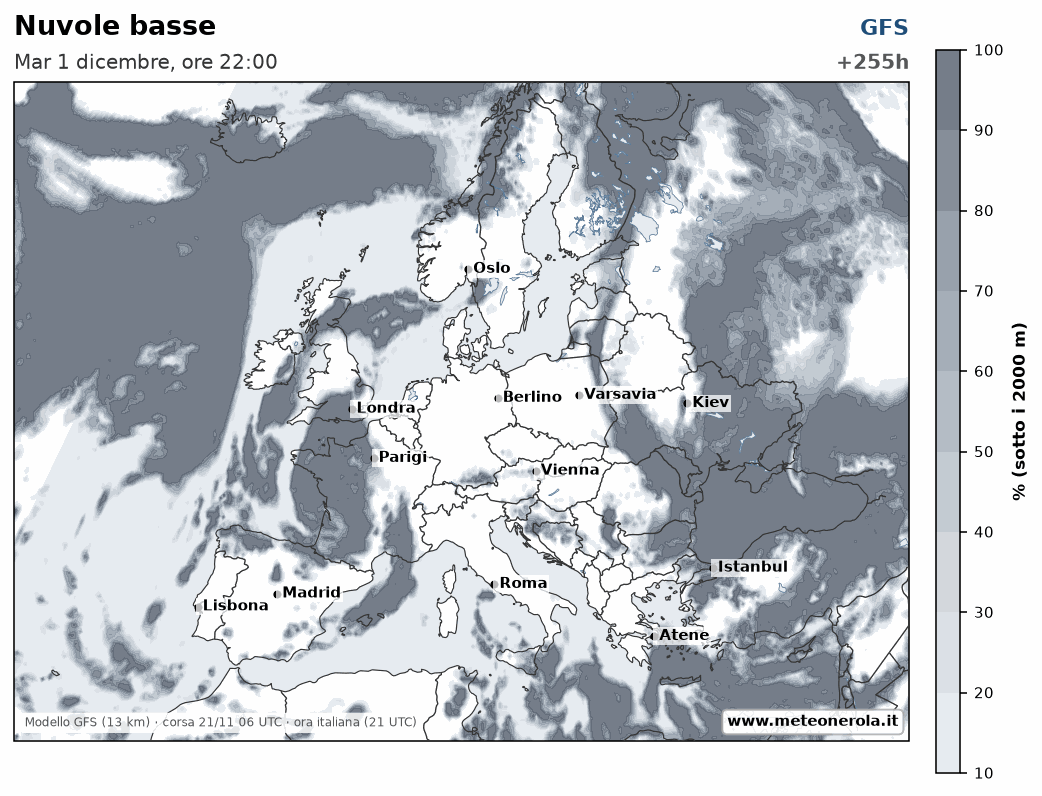 Nuvole basse
GFS
Mar 1 dicembre, ore 22:00
+255h
100
90
80
70
60
50
40
30
20
10
% (sotto i 2000 m)
Oslo
Berlino
Varsavia
Kiev
Londra
Parigi
Vienna
Istanbul
Roma
Madrid
Lisbona
Atene
Modello GFS (13 km) · corsa 21/11 06 UTC · ora italiana (21 UTC)
www.meteonerola.it